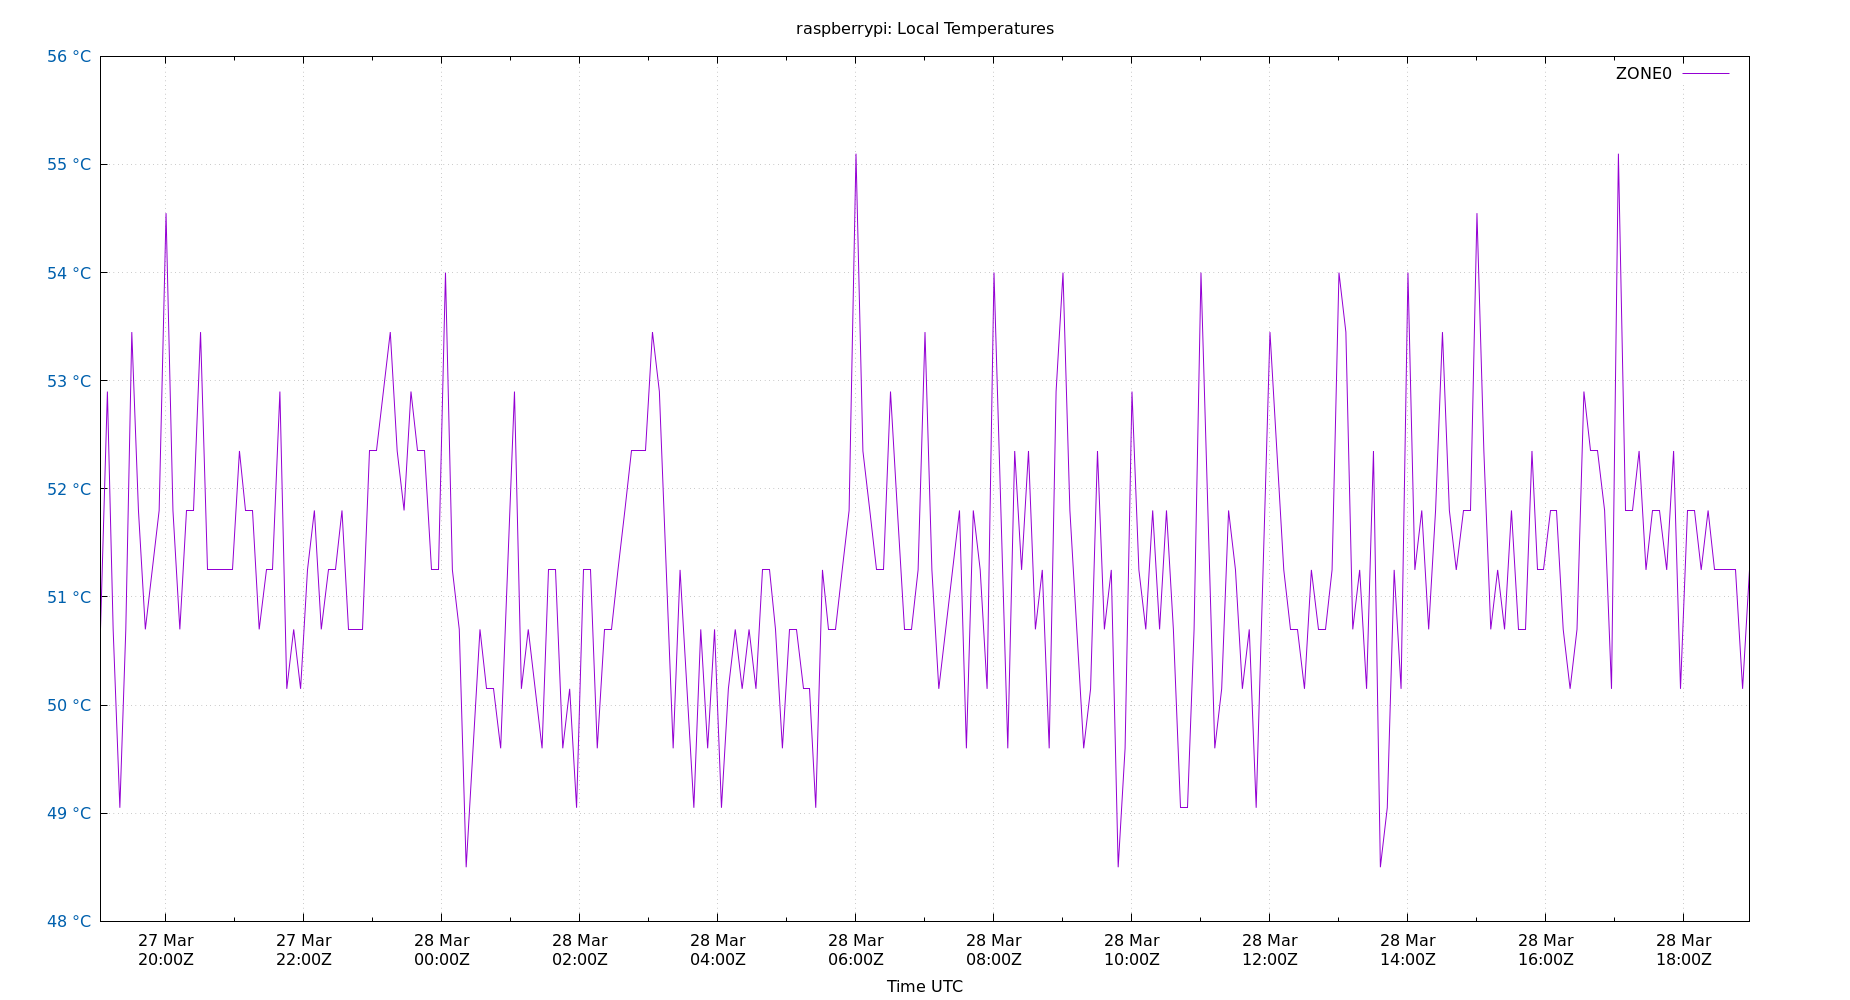 raspberrypi: Local Temperatures
56 °C
ZONE0
55 °C
54 °C
53 °C
52 °C
51 °C
50 °C
49 °C
48 °C
27 Mar 27 Mar 28 Mar 28 Mar 28 Mar 28 Mar 28 Mar 28 Mar 28 Mar 28 Mar 28 Mar 28 Mar
20:00Z 22:00Z 00:00Z 02:00Z 04:00Z 06:00Z 08:00Z 10:00Z 12:00Z 14:00Z 16:00Z 18:00Z
Time UTC